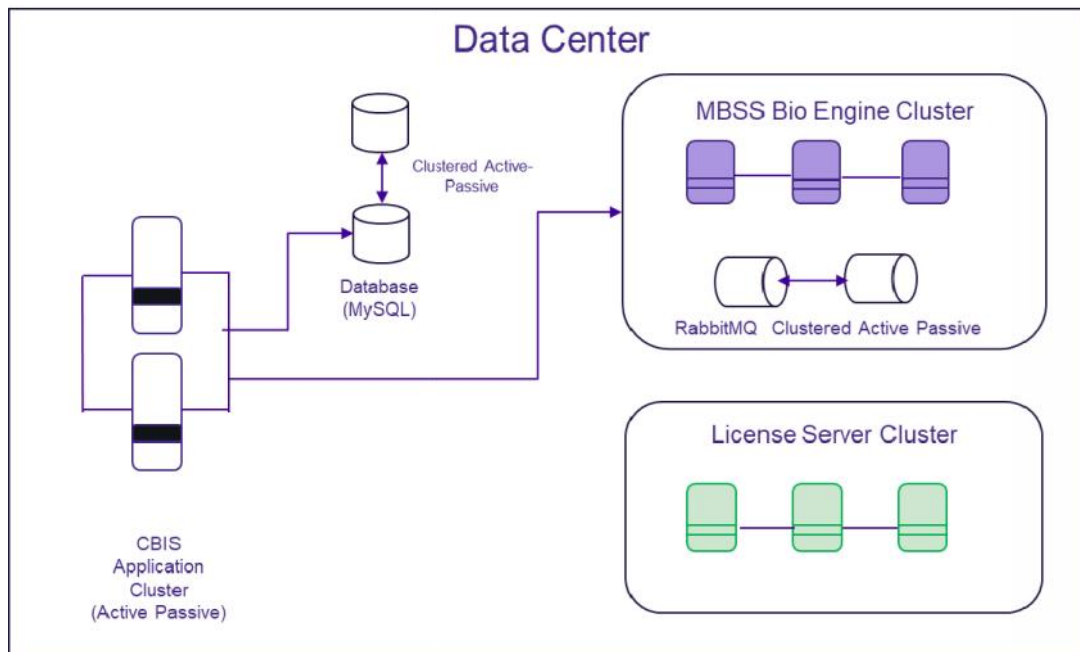 Data Center
Clustered Active-
Passive
Database
(MySQL)
CBIS
Application
Cluster
(Active Passive)
MBSS Bio Engine Cluster
RabbitMQ Clustered Active Passive
License Server Cluster